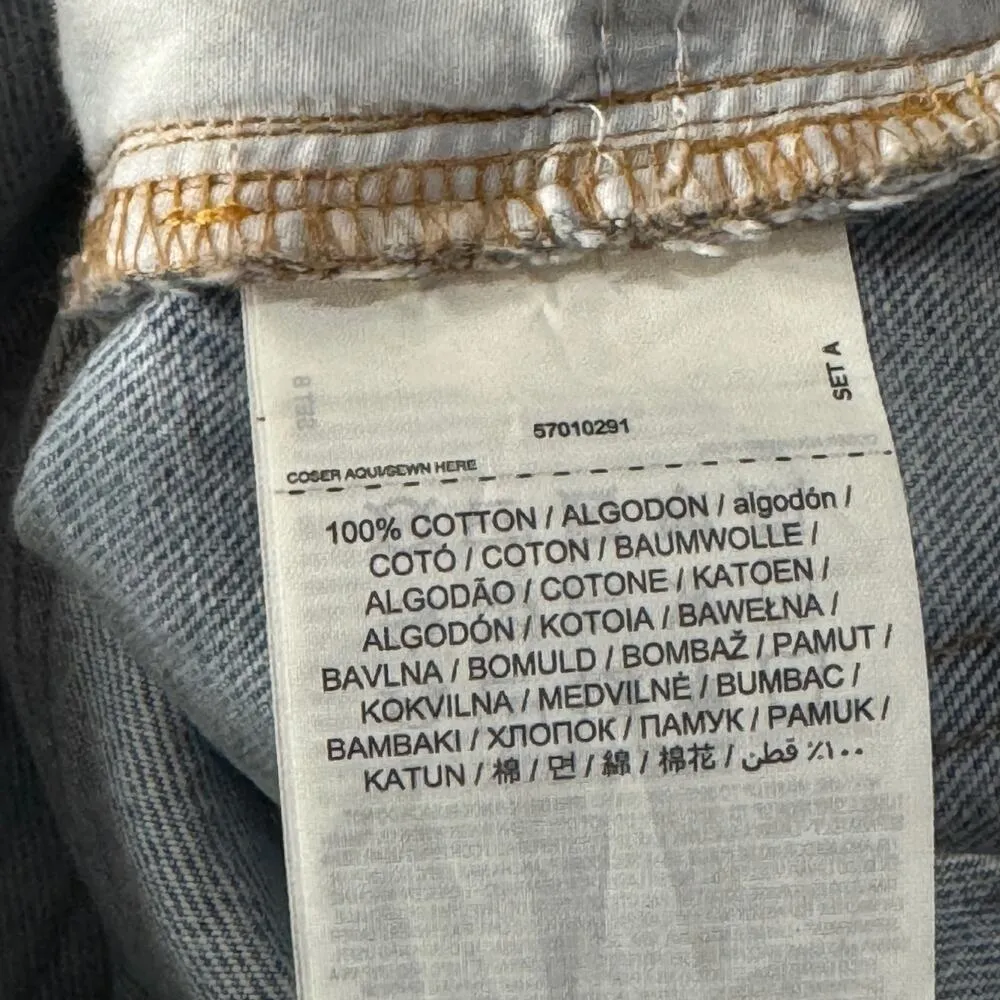 SET A
57010291
COSER AQUI/SEWN HERE
100% COTTON / ALGODON / algodón /
COTÓ / COTON / BAUMWOLLE /
ALGODÃO / COTONE / KATOEN /
ALGODÓN / KOTOIA / BAWEŁNA /
BAVLNA / BOMULD / BOMBAŽ / PAMUT /
KOKVILNA / MEDVILNĖ / BUMBAC /
BAMBAKI / ХЛОПОК / ПАМУК / PAMUK /
KATUN / 棉 / 면 / 綿 / 棉花 / قطن ٪١٠٠